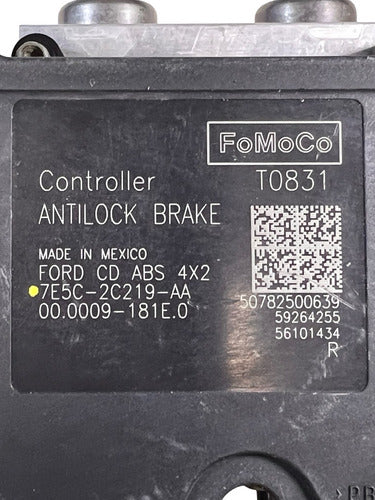 FoMoCo
Controller T0831
ANTILOCK BRAKE
MADE IN MEXICO
FORD CD ABS 4X2
7E5C-2C219-AA
00.0009-181E.0
50782500639
59264255
56101434
R